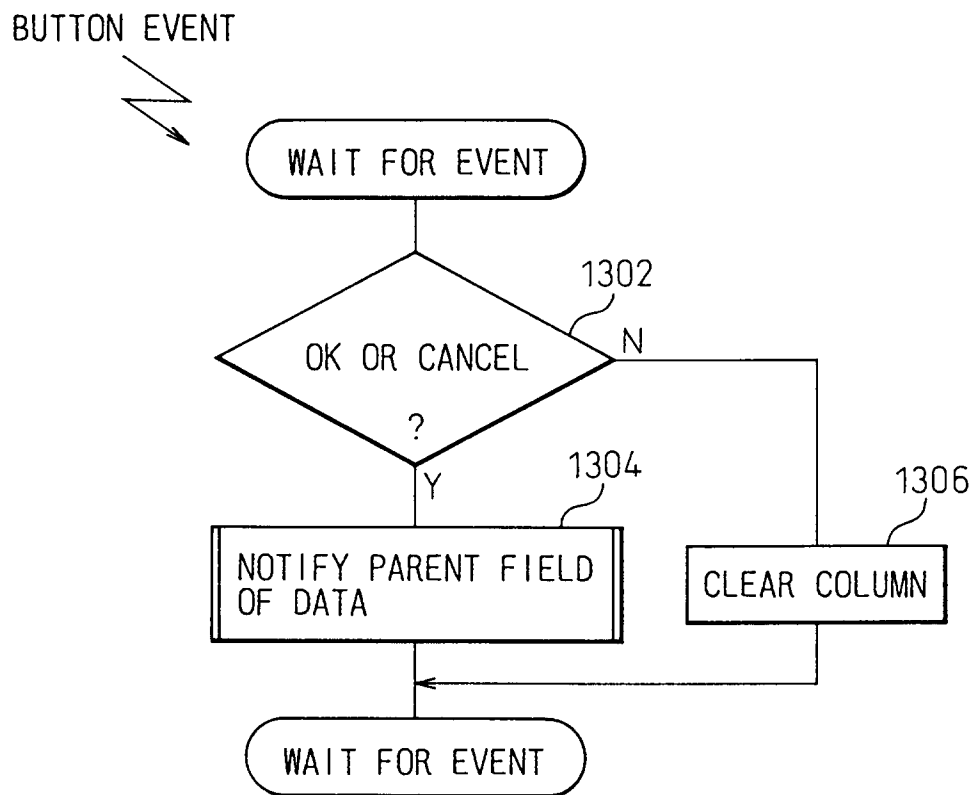 BUTTON EVENT
WAIT FOR EVENT
1302
OK OR CANCEL
?
N
Y
1304
1306
NOTIFY PARENT FIELD
OF DATA
CLEAR COLUMN
WAIT FOR EVENT